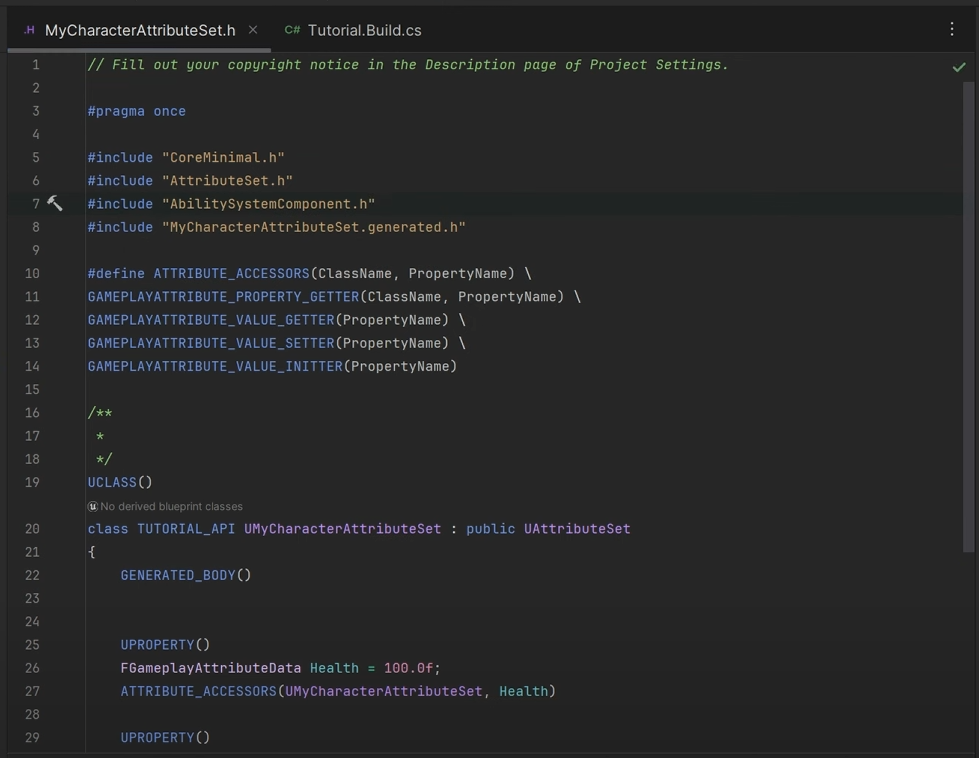 .H MyCharacterAttributeSet.h × C# Tutorial.Build.cs
1 // Fill out your copyright notice in the Description page of Project Settings.
2
3 #pragma once
4
5 #include "CoreMinimal.h"
6 #include "AttributeSet.h"
7 #include "AbilitySystemComponent.h"
8 #include "MyCharacterAttributeSet.generated.h"
9
10 #define ATTRIBUTE_ACCESSORS(ClassName, PropertyName) \
11 GAMEPLAYATTRIBUTE_PROPERTY_GETTER(ClassName, PropertyName) \
12 GAMEPLAYATTRIBUTE_VALUE_GETTER(PropertyName) \
13 GAMEPLAYATTRIBUTE_VALUE_SETTER(PropertyName) \
14 GAMEPLAYATTRIBUTE_VALUE_INITTER(PropertyName)
15
16 /**
17  *
18  */
19 UCLASS()
No derived blueprint classes
20 class TUTORIAL_API UMyCharacterAttributeSet : public UAttributeSet
21 {
22     GENERATED_BODY()
23
24
25     UPROPERTY()
26     FGameplayAttributeData Health = 100.0f;
27     ATTRIBUTE_ACCESSORS(UMyCharacterAttributeSet, Health)
28
29     UPROPERTY()